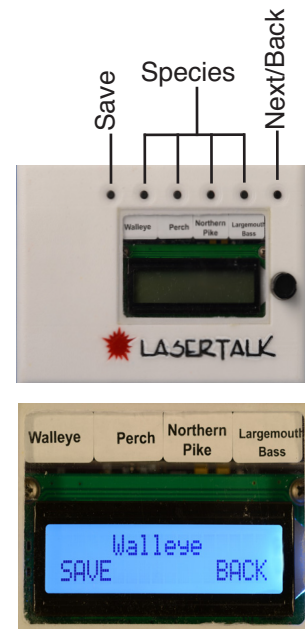 Save
Species
Next/Back
Walleye Perch Northern Pike Largemouth Bass
LASERTALK
Walleye Perch Northern Pike Largemouth Bass
Walleye
SAVE BACK